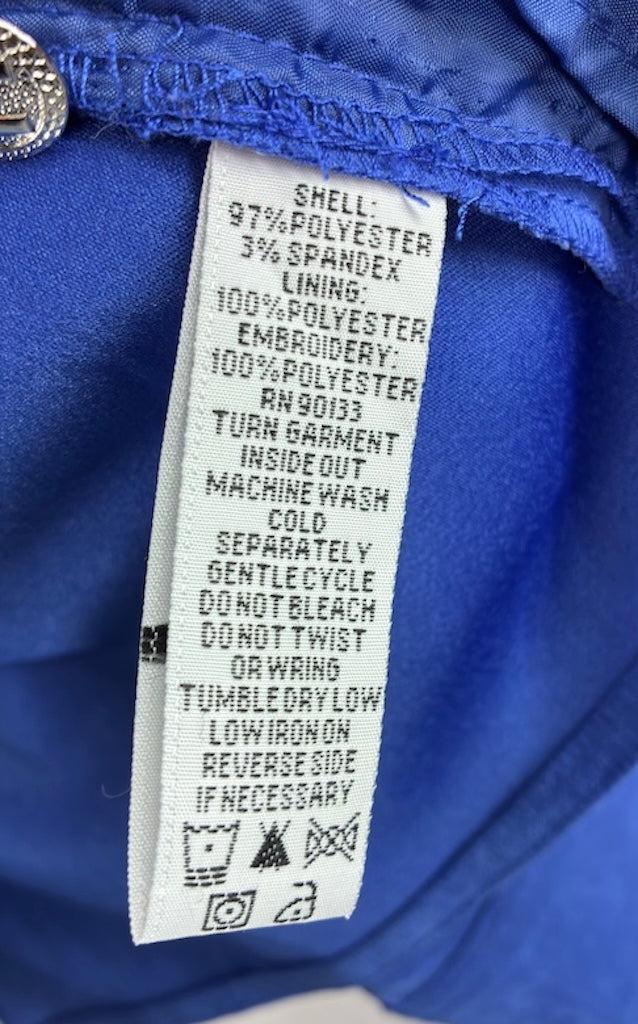 SHELL:
97%POLYESTER
3% SPANDEX
LINING:
100%POLYESTER
EMBROIDERY:
100%POLYESTER
RN 90133
TURN GARMENT
INSIDE OUT
MACHINE WASH
COLD
SEPARATELY
GENTLE CYCLE
DO NOT BLEACH
DO NOT TWIST
OR WRING
TUMBLE DRY LOW
LOW IRON ON
REVERSE SIDE
IF NECESSARY